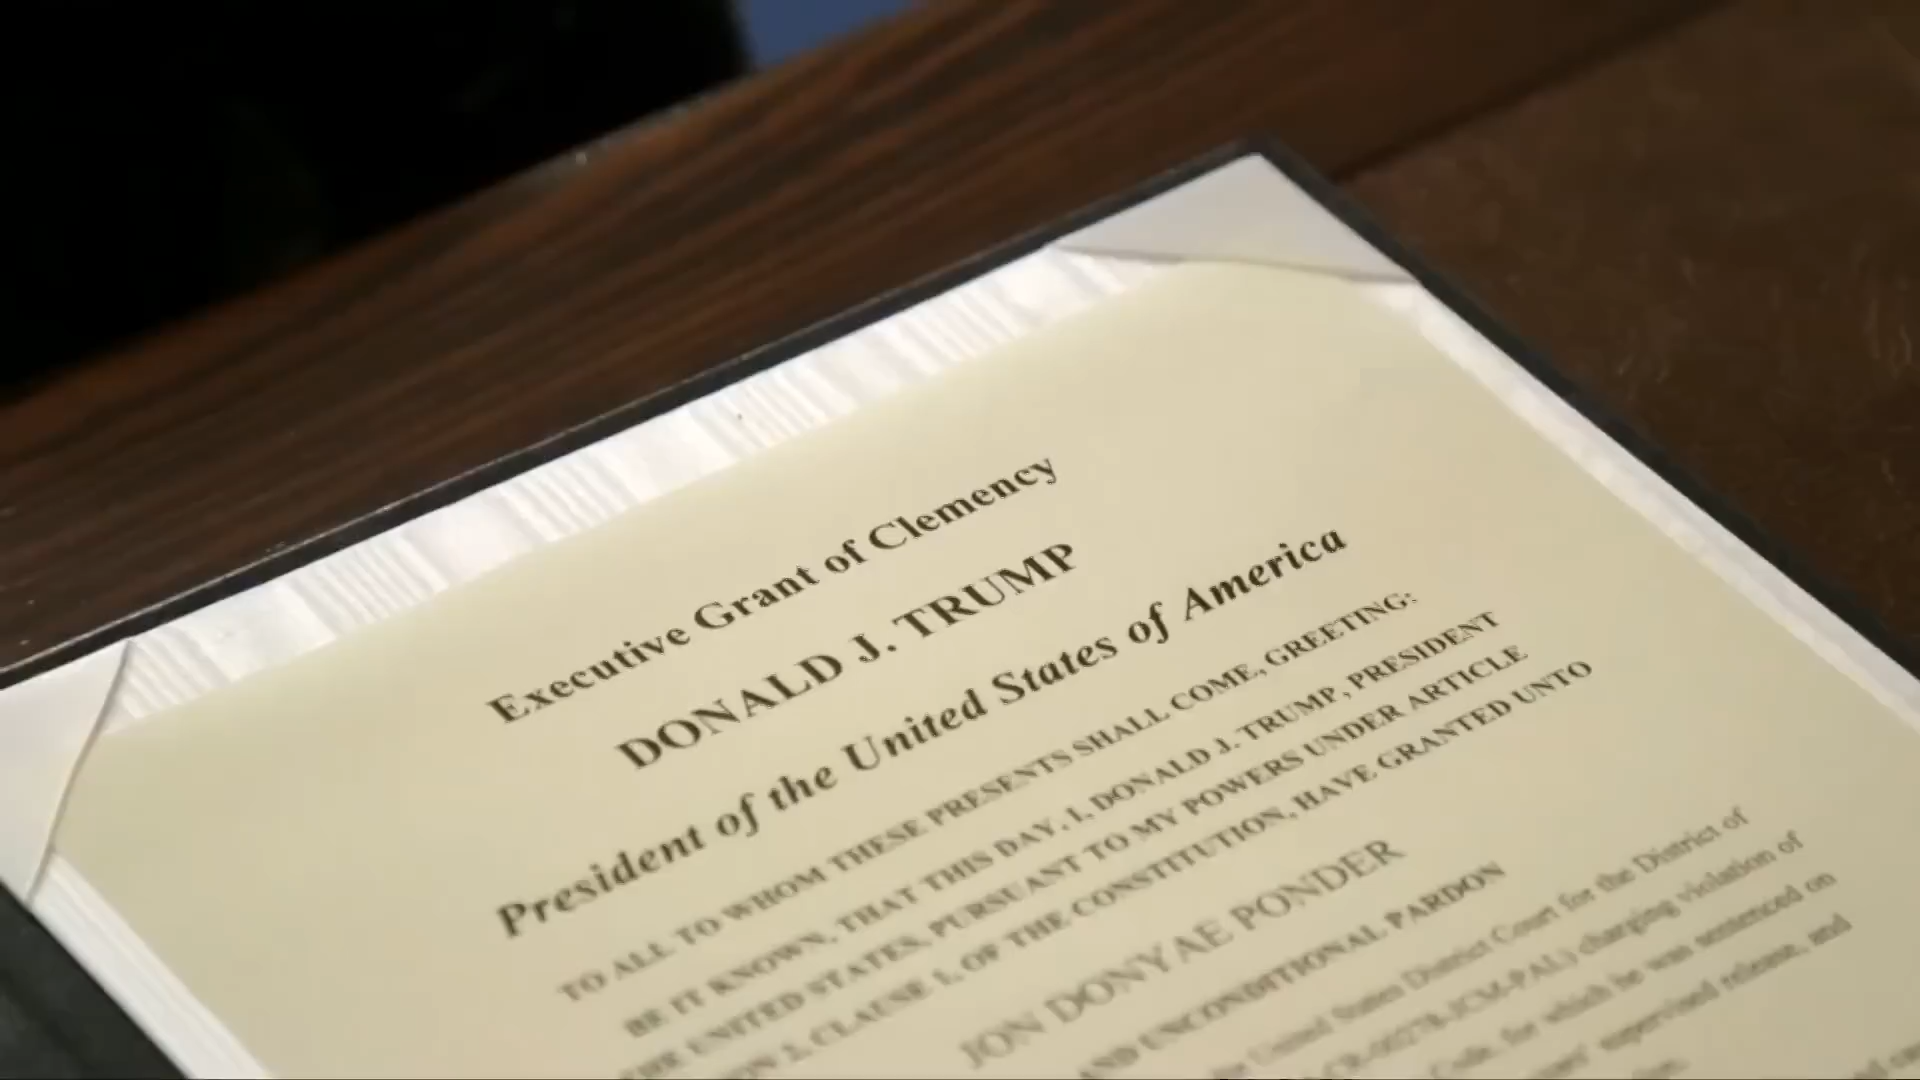 Executive Grant of Clemency
DONALD J. TRUMP
President of the United States of America
TO ALL TO WHOM THESE PRESENTS SHALL COME, GREETING:
BE IT KNOWN, THAT THIS DAY, I, DONALD J. TRUMP, PRESIDENT
UNITED STATES, PURSUANT TO MY POWERS UNDER ARTICLE
2, CLAUSE 1, OF THE CONSTITUTION, HAVE GRANTED UNTO
JON DONYAE PONDER
AND UNCONDITIONAL PARDON
United States District Court for the District of
charging violation of
Code, for which he was sentenced on
supervised release, and